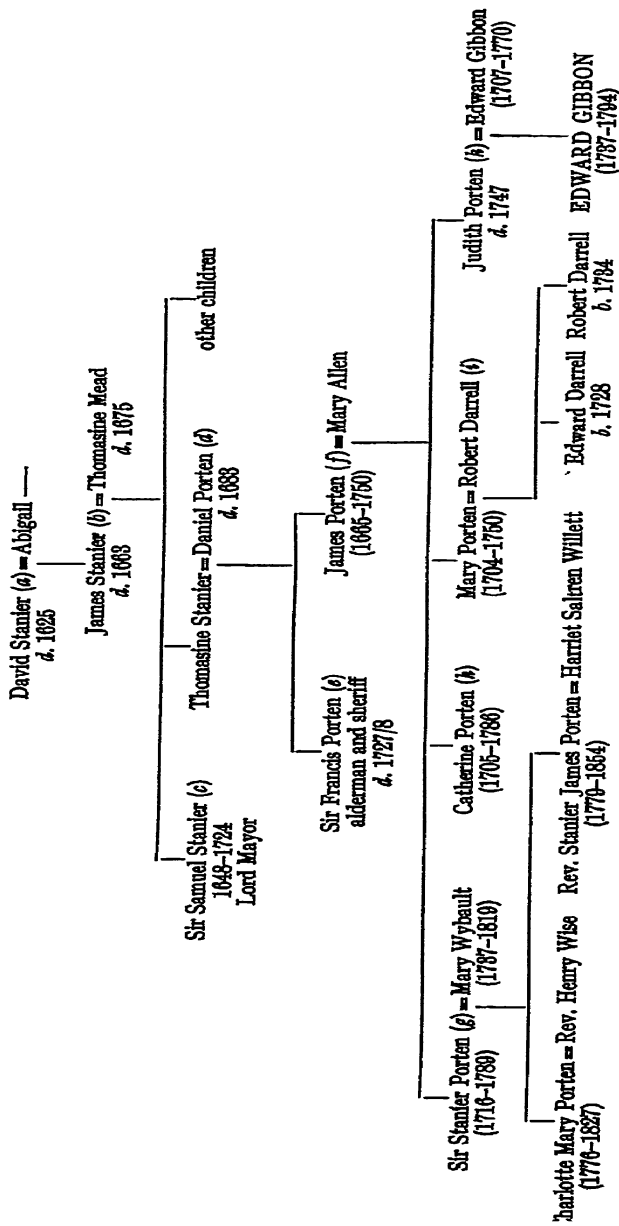 David Stanier (a) = Abigail —
d. 1625
James Stanier (b) = Thomasine Mead
d. 1663
d. 1675
Sir Samuel Stanier (c)
1648–1724
Lord Mayor
Thomasine Stanier = Daniel Porten (d)
d. 1683
other children
Sir Francis Porten (e)
alderman and sheriff
d. 1727/8
James Porten (f) = Mary Allen
(1665–1750)
Sir Stanier Porten (g) = Mary Wybault
(1716–1789)
(1737–1819)
Catherine Porten (h)
(1705–1786)
Mary Porten = Robert Darrell (i)
(1704–1750)
Judith Porten (k) = Edward Gibbon
d. 1747
(1707–1770)
Charlotte Mary Porten = Rev. Henry Wise
(1776–1827)
Rev. Stanier James Porten = Harriet Saltren Willett
(1779–1854)
Edward Darrell
b. 1728
Robert Darrell
b. 1734
EDWARD GIBBON
(1737–1794)